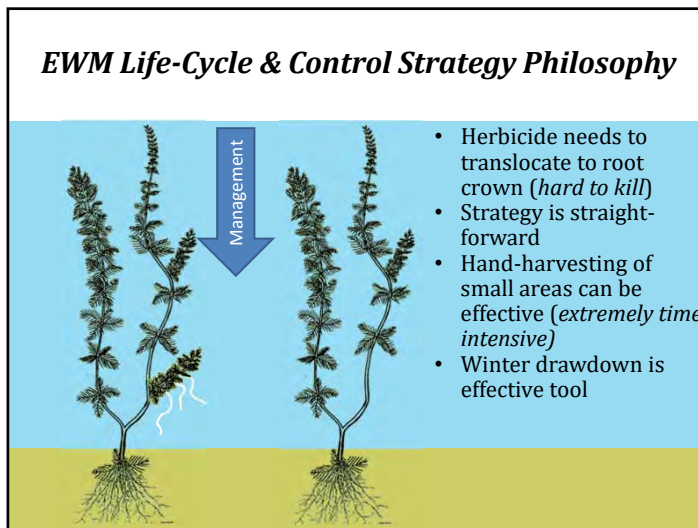 EWM Life-Cycle & Control Strategy Philosophy
Management
• Herbicide needs to
translocate to root
crown (hard to kill)
• Strategy is straight-
forward
• Hand-harvesting of
small areas can be
effective (extremely time
intensive)
• Winter drawdown is
effective tool